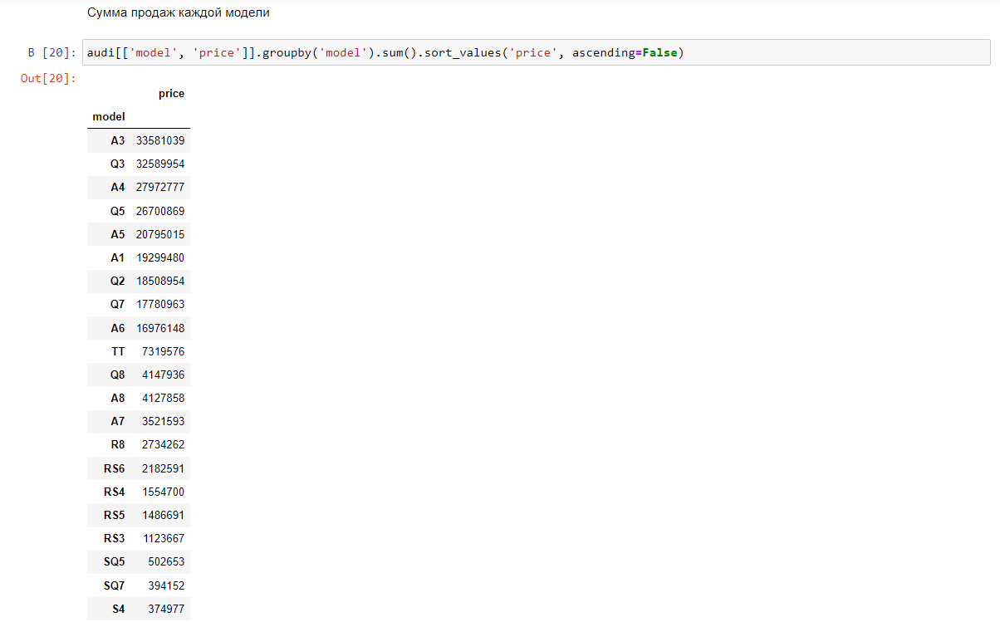 Сумма продаж каждой модели
В [20]: audi[['model', 'price']].groupby('model').sum().sort_values('price', ascending=False)
Out[20]:
price
model
A3 33581039
Q3 32589954
A4 27972777
Q5 26700869
A5 20795015
A1 19299480
Q2 18508954
Q7 17780963
A6 16976148
TT 7319576
Q8 4147936
A8 4127858
A7 3521593
R8 2734262
RS6 2182591
RS4 1554700
RS5 1486691
RS3 1123667
SQ5 502653
SQ7 394152
S4 374977